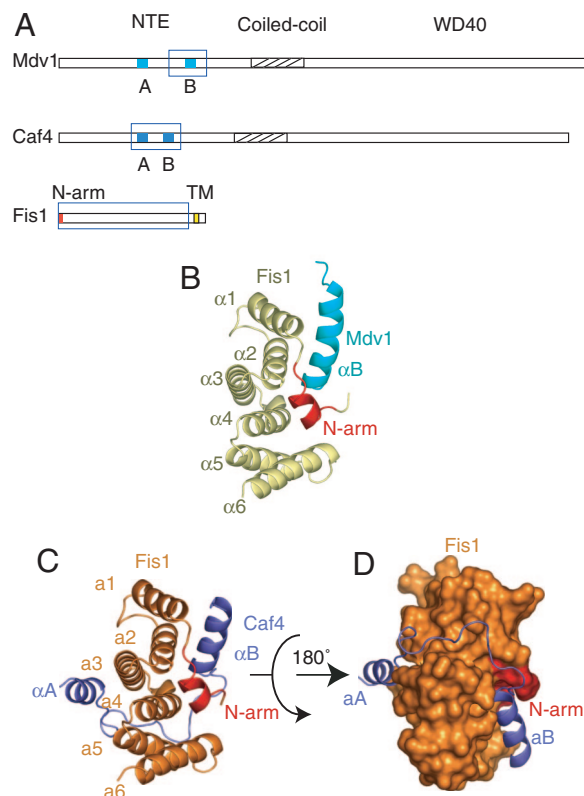 A
NTE Coiled-coil WD40
Mdv1
A B
Caf4
A B
N-arm TM
Fis1
B
Fis1
α1
Mdv1
α2
αB
α3
α4
N-arm
α5
α6
C D
Fis1 Fis1
a1
Caf4
a2
αB 180°
a3
αA a4
aA
N-arm N-arm
a5
aB
a6